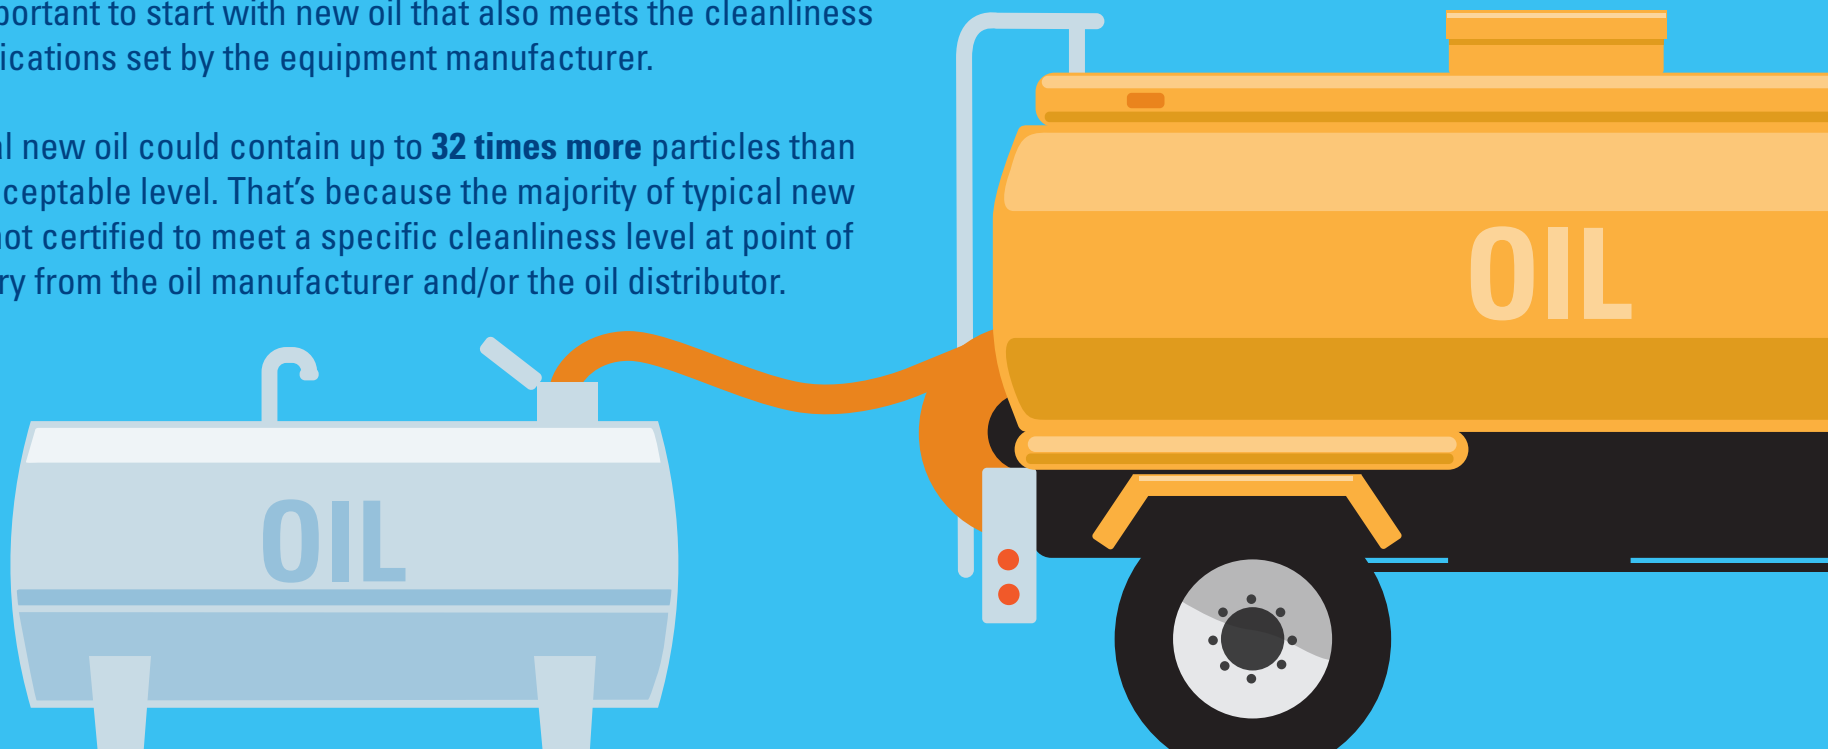 portant to start with new oil that also meets the cleanliness
ications set by the equipment manufacturer.
al new oil could contain up to 32 times more particles than
ceptable level. That’s because the majority of typical new
not certified to meet a specific cleanliness level at point of
ry from the oil manufacturer and/or the oil distributor.
OIL
OIL